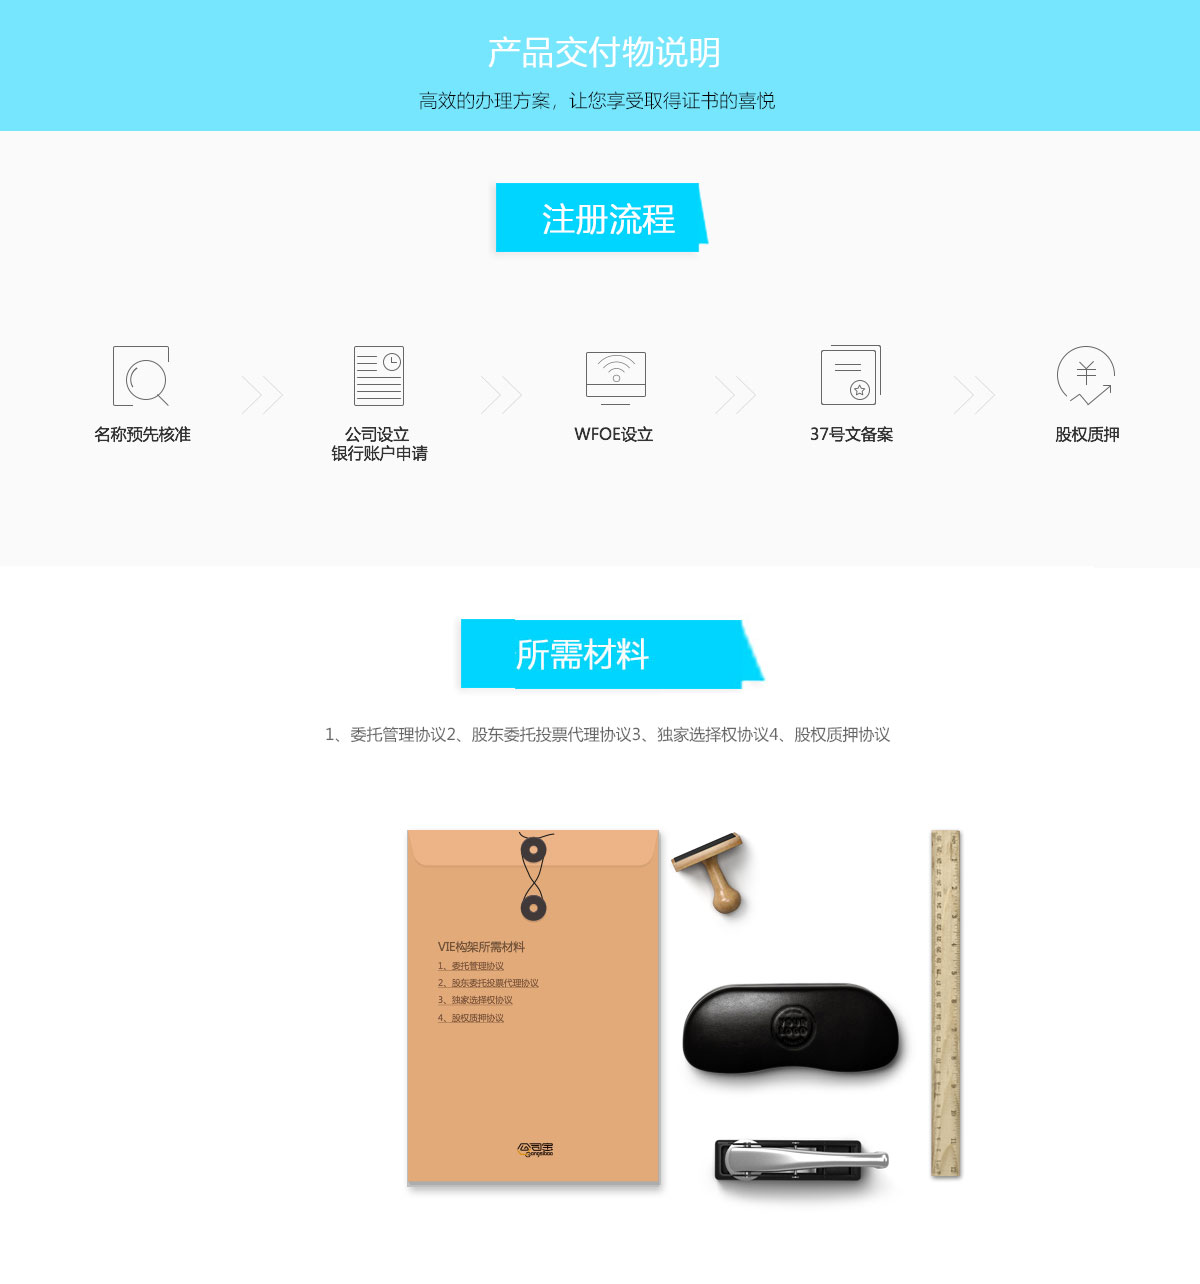 产品交付物说明
高效的办理方案，让您享受取得证书的喜悦
注册流程
名称预先核准
公司设立
银行账户申请
WFOE设立
37号文备案
股权质押
所需材料
1、委托管理协议2、股东委托投票代理协议3、独家选择权协议4、股权质押协议
VIE构架所需材料
1、委托管理协议
2、股东委托投票代理协议
3、独家选择权协议
4、股权质押协议
公司宝
Gongsibao
YOUR
LOGO